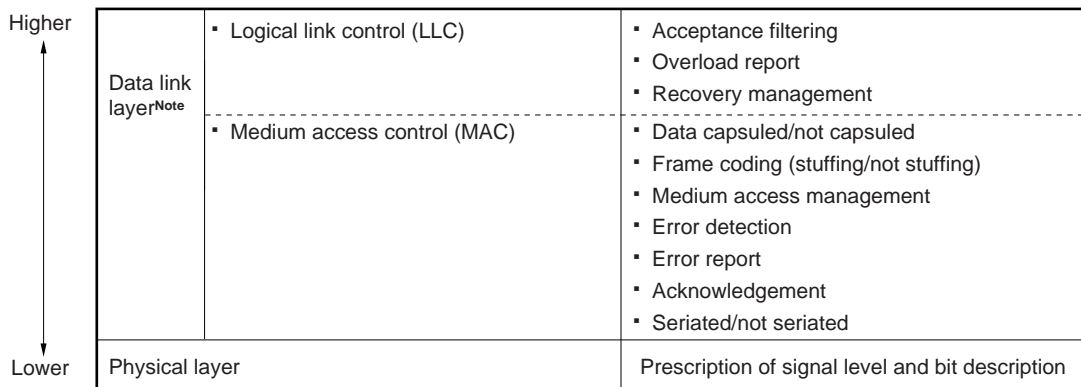 Higher
Data link
layerNote
▪ Logical link control (LLC)
▪ Acceptance filtering
▪ Overload report
▪ Recovery management
▪ Medium access control (MAC)
▪ Data capsuled/not capsuled
▪ Frame coding (stuffing/not stuffing)
▪ Medium access management
▪ Error detection
▪ Error report
▪ Acknowledgement
▪ Seriated/not seriated
Lower
Physical layer
Prescription of signal level and bit description